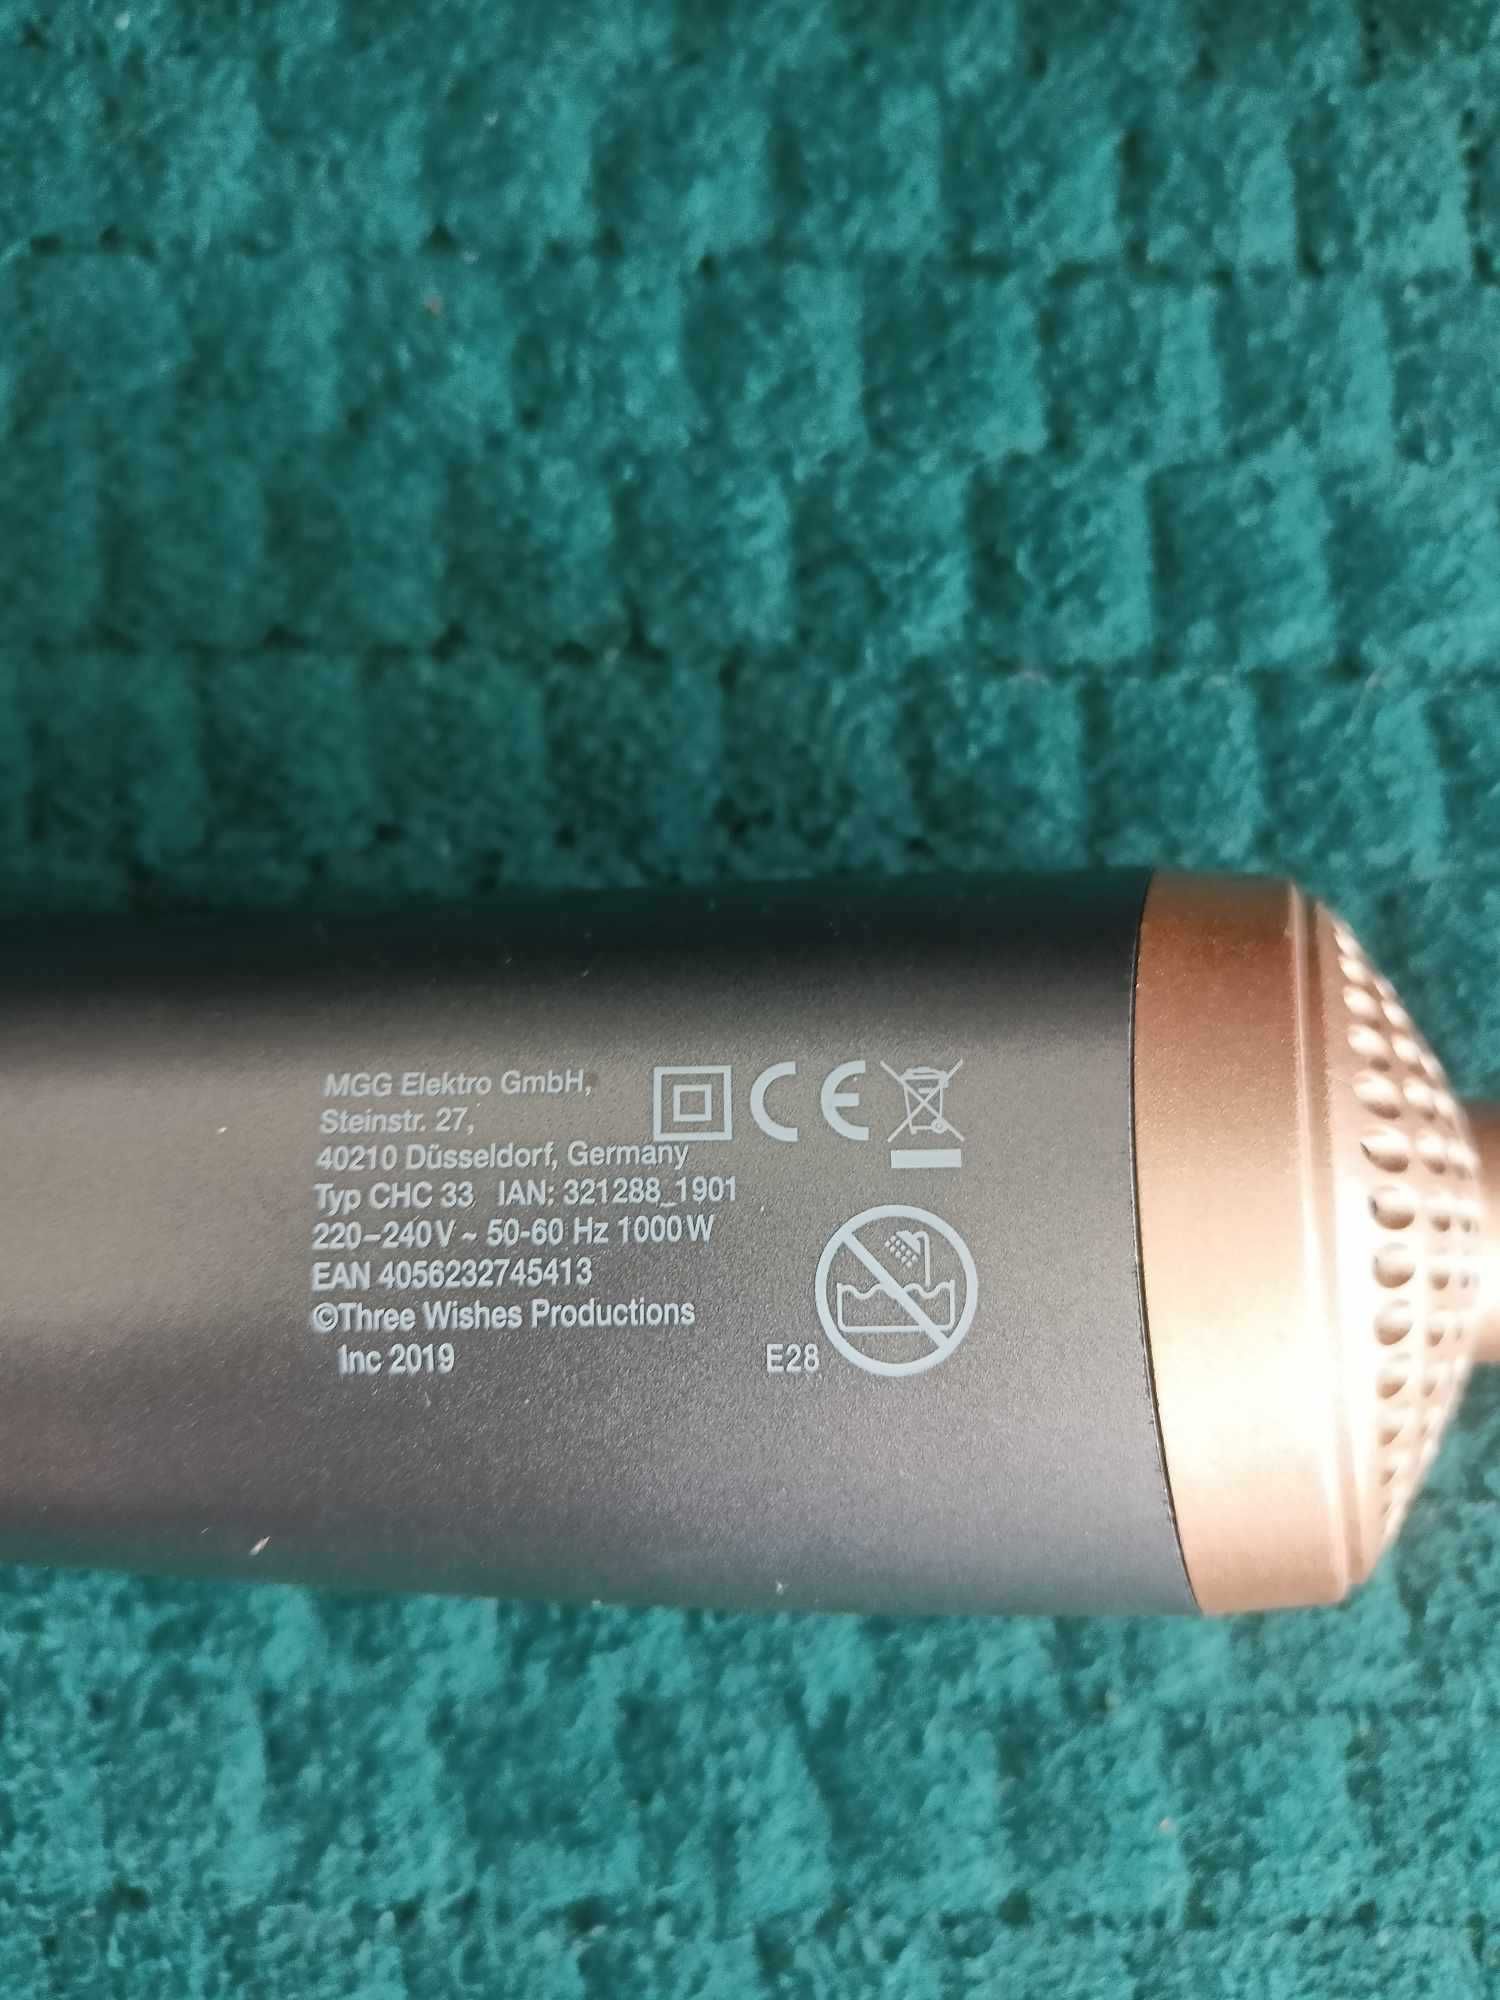 MGG Elektro GmbH,
Steinstr. 27,
40210 Düsseldorf, Germany
Typ CHC 33 IAN: 321288_1901
220–240V ~ 50-60 Hz 1000W
EAN 4056232745413
©Three Wishes Productions
Inc 2019
CE
E28